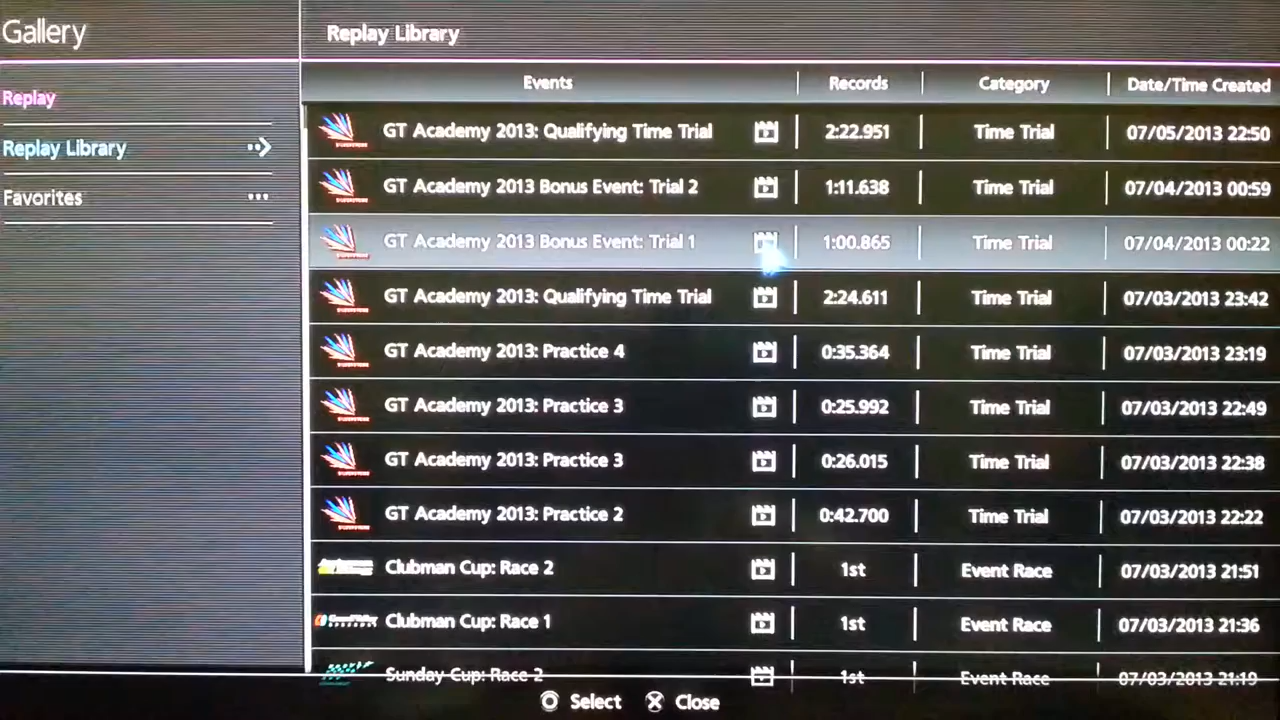 Gallery
Replay Library
Events Records Category Date/Time Created
Replay
Replay Library
Favorites
GT Academy 2013: Qualifying Time Trial 2:22.951 Time Trial 07/05/2013 22:50
GT Academy 2013 Bonus Event: Trial 2 1:11.638 Time Trial 07/04/2013 00:59
GT Academy 2013 Bonus Event: Trial 1 1:00.865 Time Trial 07/04/2013 00:22
GT Academy 2013: Qualifying Time Trial 2:24.611 Time Trial 07/03/2013 23:42
GT Academy 2013: Practice 4 0:35.364 Time Trial 07/03/2013 23:19
GT Academy 2013: Practice 3 0:25.992 Time Trial 07/03/2013 22:49
GT Academy 2013: Practice 3 0:26.015 Time Trial 07/03/2013 22:38
GT Academy 2013: Practice 2 0:42.700 Time Trial 07/03/2013 22:22
Clubman Cup: Race 2 1st Event Race 07/03/2013 21:51
Clubman Cup: Race 1 1st Event Race 07/03/2013 21:36
Sunday Cup: Race 2 1st Event Race 07/03/2013 21:19
Select Close